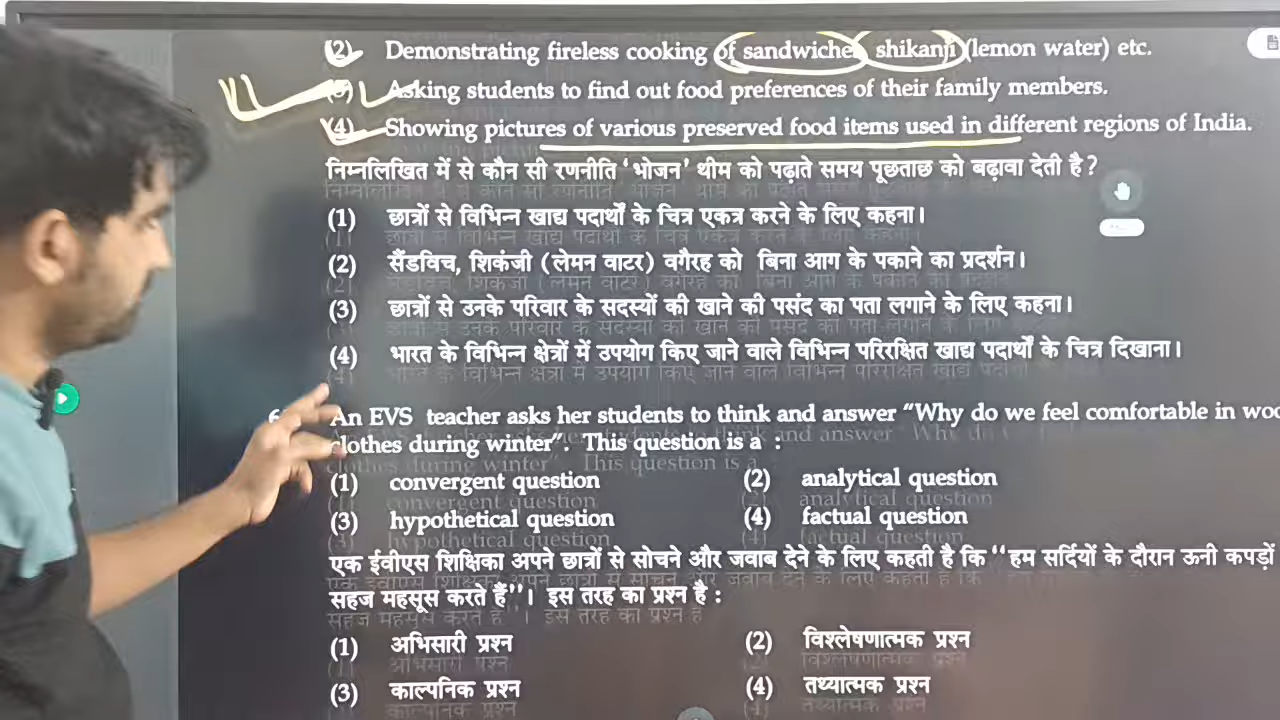 (2) Demonstrating fireless cooking of sandwiches, shikanji (lemon water) etc.
(3) Asking students to find out food preferences of their family members.
(4) Showing pictures of various preserved food items used in different regions of India.
निम्नलिखित में से कौन सी रणनीति ‘भोजन’ थीम को पढ़ाते समय पूछताछ को बढ़ावा देती है ?
(1) छात्रों से विभिन्न खाद्य पदार्थों के चित्र एकत्र करने के लिए कहना।
(2) सैंडविच, शिकंजी (लेमन वाटर) वगैरह को बिना आग के पकाने का प्रदर्शन।
(3) छात्रों से उनके परिवार के सदस्यों की खाने की पसंद का पता लगाने के लिए कहना।
(4) भारत के विभिन्न क्षेत्रों में उपयोग किए जाने वाले विभिन्न परिरक्षित खाद्य पदार्थों के चित्र दिखाना।
An EVS teacher asks her students to think and answer “Why do we feel comfortable in
clothes during winter”. This question is a :
(1) convergent question (2) analytical question
(3) hypothetical question (4) factual question
एक ईवीएस शिक्षिका अपने छात्रों से सोचने और जवाब देने के लिए कहती है कि ‘‘हम सर्दियों के दौरान ऊनी कपड़ों
सहज महसूस करते हैं’’। इस तरह का प्रश्न है :
(1) अभिसारी प्रश्न (2) विश्लेषणात्मक प्रश्न
(3) काल्पनिक प्रश्न (4) तथ्यात्मक प्रश्न